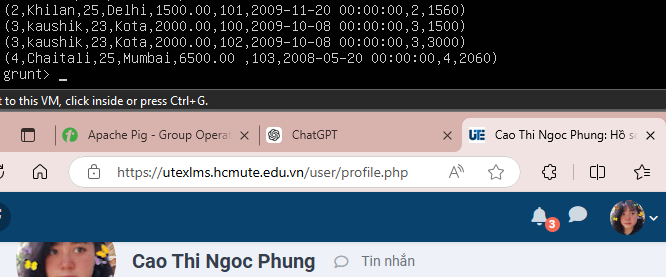 (2,Khilan,25,Delhi,1500.00,101,2009-11-20 00:00:00,2,1560)
(3,kaushik,23,Kota,2000.00,100,2009-10-08 00:00:00,3,1500)
(3,kaushik,23,Kota,2000.00,102,2009-10-08 00:00:00,3,3000)
(4,Chaitali,25,Mumbai,6500.00 ,103,2008-05-20 00:00:00,4,2060)
grunt> _
t to this VM, click inside or press Ctrl+G.
Apache Pig - Group Opera
ChatGPT
UTE
Cao Thi Ngoc Phung: Hồ s
https://utexlms.hcmute.edu.vn/user/profile.php
A
3
Cao Thi Ngoc Phung
Tin nhắn